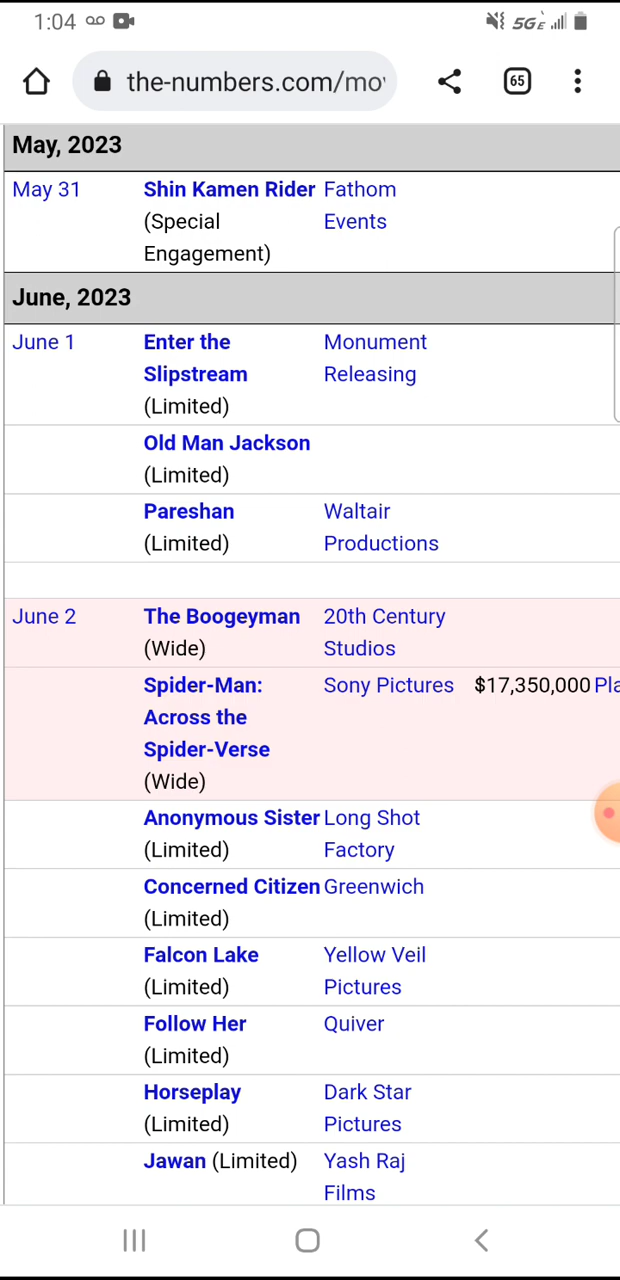 1:04
5GE
the-numbers.com/mo
65
May, 2023
May 31 Shin Kamen Rider Fathom
(Special Events
Engagement)
June, 2023
June 1 Enter the Monument
Slipstream Releasing
(Limited)
Old Man Jackson
(Limited)
Pareshan Waltair
(Limited) Productions
June 2 The Boogeyman 20th Century
(Wide) Studios
Spider-Man: Sony Pictures $17,350,000 Pla
Across the
Spider-Verse
(Wide)
Anonymous Sister Long Shot
(Limited) Factory
Concerned Citizen Greenwich
(Limited)
Falcon Lake Yellow Veil
(Limited) Pictures
Follow Her Quiver
(Limited)
Horseplay Dark Star
(Limited) Pictures
Jawan (Limited) Yash Raj
Films